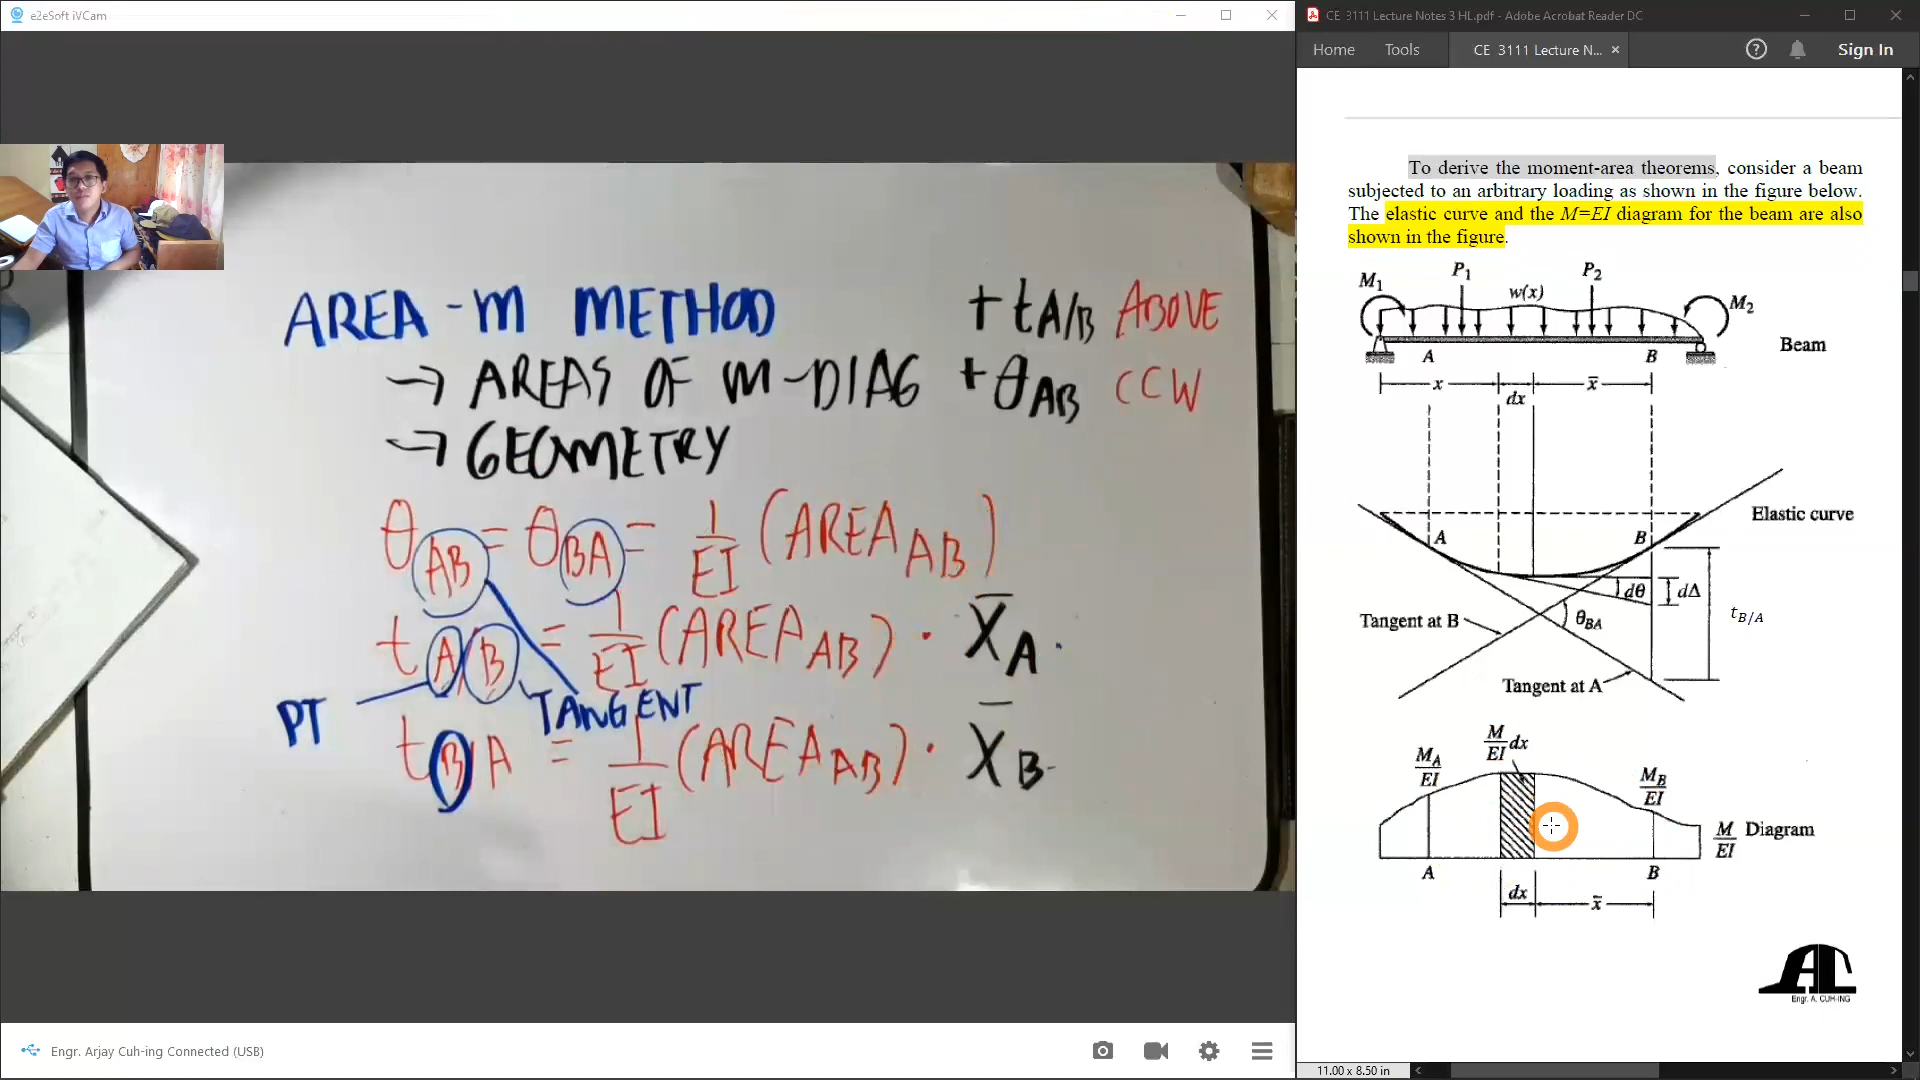 e2eSoft iVCam
AREA-M METHOD
→ AREAS OF M-DIAG
→ GEOMETRY
+ tA/B ABOVE
+ θAB CCW
θAB = θBA = 1/EI (AREA AB)
tA/B = 1/EI (AREA AB) · X̄A
PT
TANGENT
tB/A = 1/EI (AREA AB) · X̄B
Engr. Arjay Cuh-ing Connected (USB)
CE 3111 Lecture Notes 3 HL.pdf - Adobe Acrobat Reader DC
Home Tools CE 3111 Lecture N... × Sign In
To derive the moment-area theorems, consider a beam
subjected to an arbitrary loading as shown in the figure below.
The elastic curve and the M=EI diagram for the beam are also
shown in the figure.
M1 P1 w(x) P2 M2
A B Beam
x dx x̄
Elastic curve
A B
dθ dΔ
Tangent at B θBA tB/A
Tangent at A
MA/EI M/EI dx MB/EI
M/EI Diagram
A B
dx x̄
Engr. A. CUH-ING
11.00 x 8.50 in